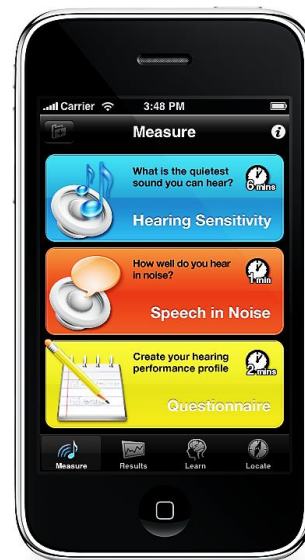 Carrier 3:48 PM
Measure
What is the quietest
sound you can hear?
6 mins
Hearing Sensitivity
How well do you hear
in noise?
1 min
Speech in Noise
Create your hearing
performance profile
2 mins
Questionnaire
Measure Results Learn Locate